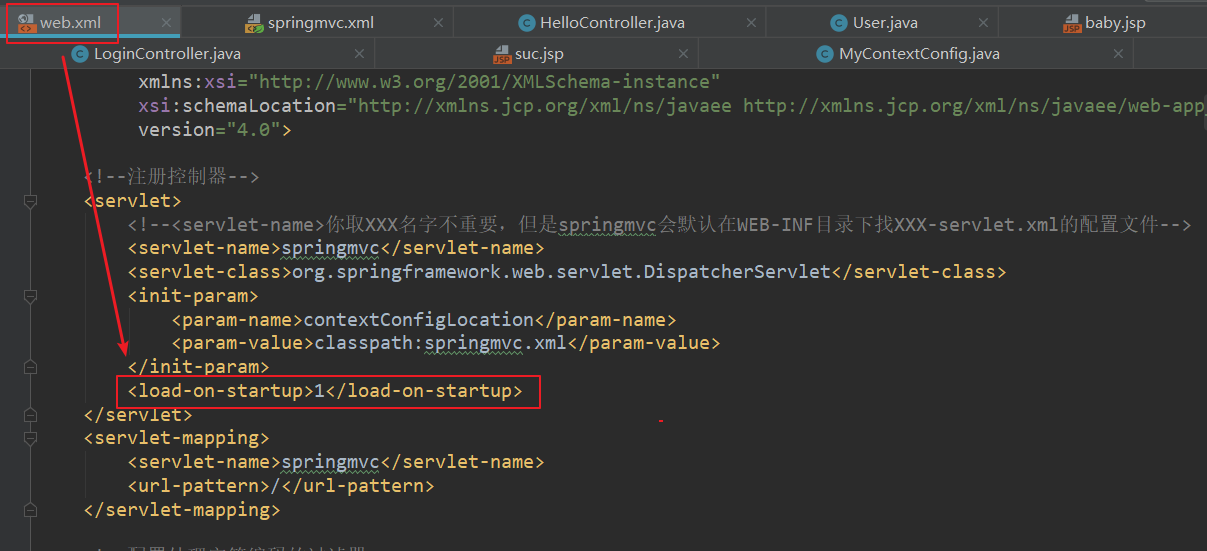 web.xml
springmvc.xml
HelloController.java
User.java
baby.jsp
LoginController.java
suc.jsp
MyContextConfig.java
xmlns:xsi="http://www.w3.org/2001/XMLSchema-instance"
xsi:schemaLocation="http://xmlns.jcp.org/xml/ns/javaee http://xmlns.jcp.org/xml/ns/javaee/web-app_
version="4.0">
<!--注册控制器-->
<servlet>
<!--<servlet-name>你取XXX名字不重要，但是springmvc会默认在WEB-INF目录下找XXX-servlet.xml的配置文件-->
<servlet-name>springmvc</servlet-name>
<servlet-class>org.springframework.web.servlet.DispatcherServlet</servlet-class>
<init-param>
<param-name>contextConfigLocation</param-name>
<param-value>classpath:springmvc.xml</param-value>
</init-param>
<load-on-startup>1</load-on-startup>
</servlet>
<servlet-mapping>
<servlet-name>springmvc</servlet-name>
<url-pattern>/</url-pattern>
</servlet-mapping>